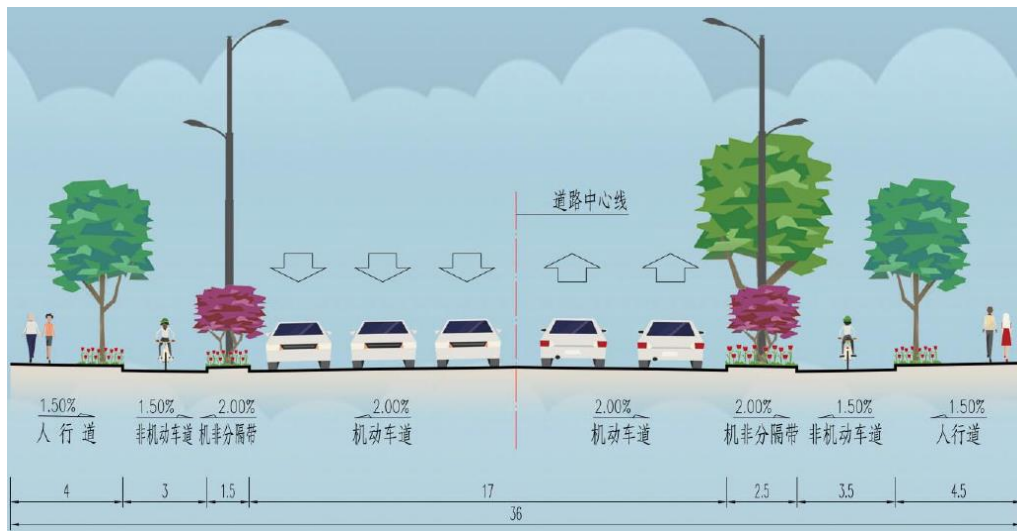 道路中心线
1.50% 1.50% 2.00% 2.00% 2.00% 2.00% 1.50% 1.50%
人行道 非机动车道 机非分隔带 机动车道 机动车道 机非分隔带 非机动车道 人行道
4 3 1.5 17 2.5 3.5 4.5
36